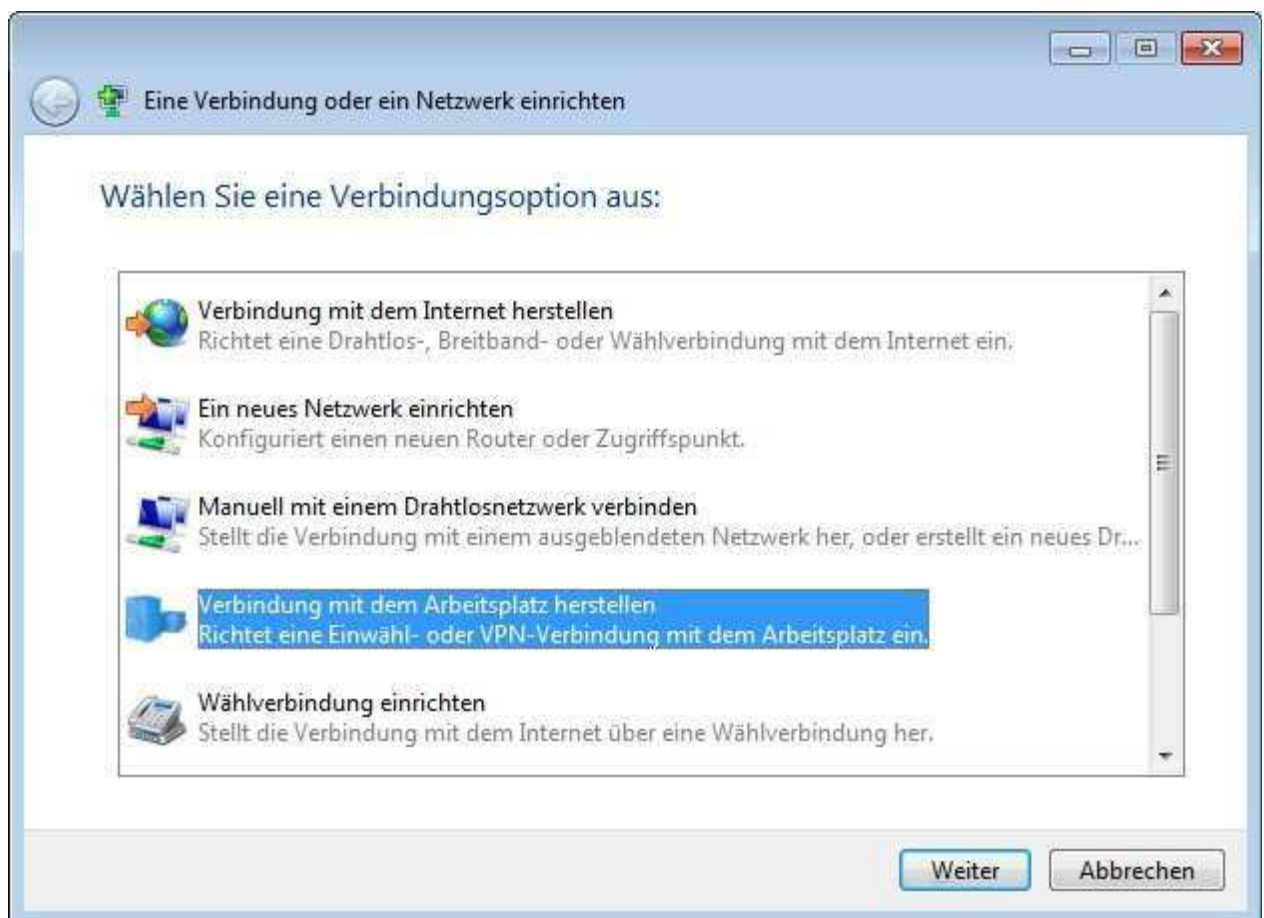 Eine Verbindung oder ein Netzwerk einrichten
Wählen Sie eine Verbindungsoption aus:
Verbindung mit dem Internet herstellen
Richtet eine Drahtlos-, Breitband- oder Wählverbindung mit dem Internet ein.
Ein neues Netzwerk einrichten
Konfiguriert einen neuen Router oder Zugriffspunkt.
Manuell mit einem Drahtlosnetzwerk verbinden
Stellt die Verbindung mit einem ausgeblendeten Netzwerk her, oder erstellt ein neues Dr...
Verbindung mit dem Arbeitsplatz herstellen
Richtet eine Einwähl- oder VPN-Verbindung mit dem Arbeitsplatz ein.
Wählverbindung einrichten
Stellt die Verbindung mit dem Internet über eine Wählverbindung her.
Weiter
Abbrechen